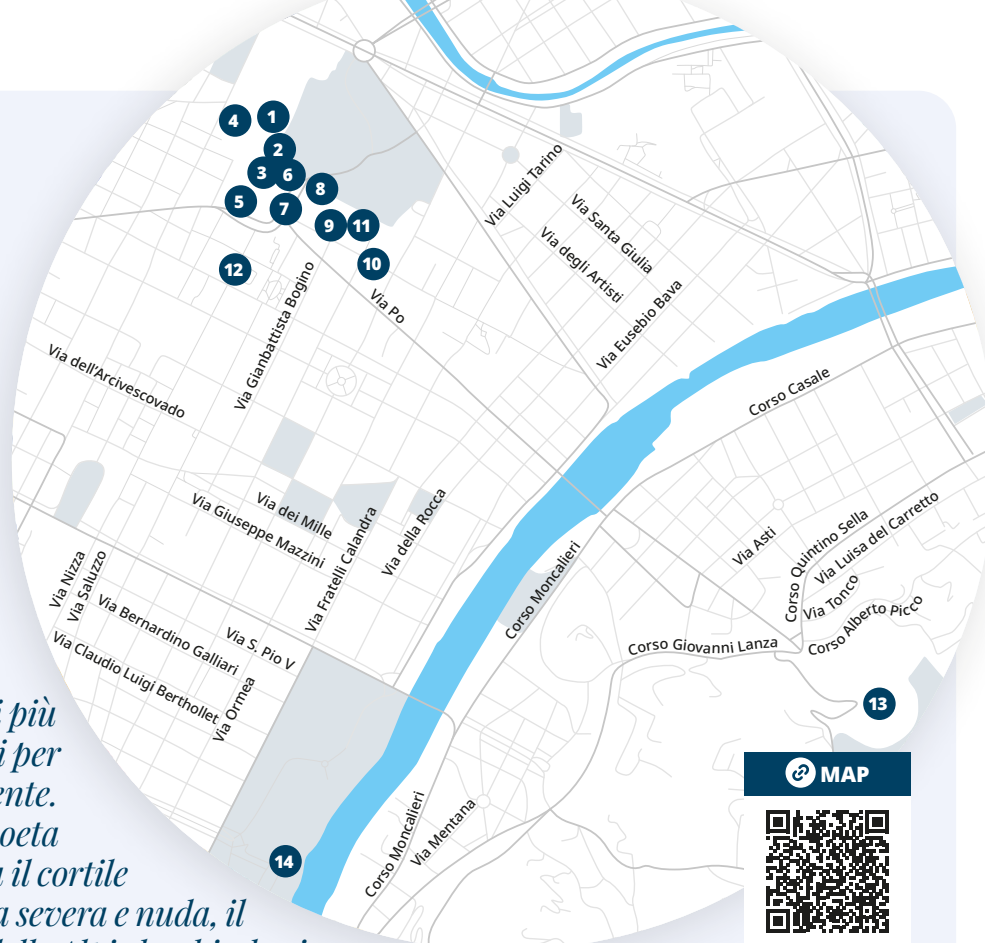 4
1
2
3
6
8
5
7
9
11
12
10
Via Luigi Tarino
Via Santa Giulia
Via degli Artisti
Via Eusebio Bava
Via Po
Via Gianbattista Bogino
Via dell'Arcivescovado
Corso Casale
Via dei Mille
Via Giuseppe Mazzini
Via Fratelli Calandra
Via della Rocca
Via Nizza
Via Saluzzo
Via Bernardino Galliari
Via S. Pio V
Via Claudio Luigi Berthollet
Via Ormea
Corso Moncalieri
Via Asti
Corso Quintino Sella
Via Luisa del Carretto
Via Tonco
Corso Alberto Picco
Corso Giovanni Lanza
13
MAP
Corso Moncalieri
Via Mentana
14
più
per
il cortile
severa e nuda, il